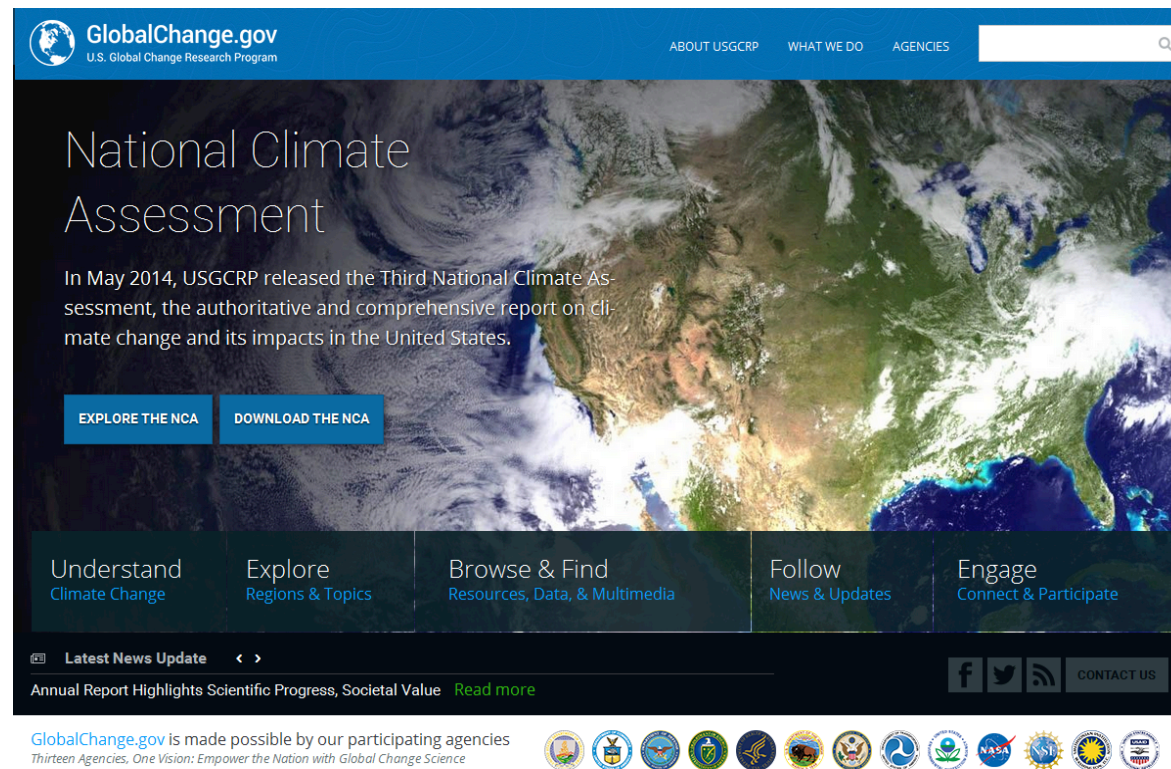 GlobalChange.gov
U.S. Global Change Research Program
ABOUT USGCRP WHAT WE DO AGENCIES
National Climate
Assessment
In May 2014, USGCRP released the Third National Climate As-
sessment, the authoritative and comprehensive report on cli-
mate change and its impacts in the United States.
EXPLORE THE NCA DOWNLOAD THE NCA
Understand Explore Browse & Find Follow Engage
Climate Change Regions & Topics Resources, Data, & Multimedia News & Updates Connect & Participate
Latest News Update
Annual Report Highlights Scientific Progress, Societal Value Read more
CONTACT US
GlobalChange.gov is made possible by our participating agencies
Thirteen Agencies, One Vision: Empower the Nation with Global Change Science
NASA
NSF
USAID